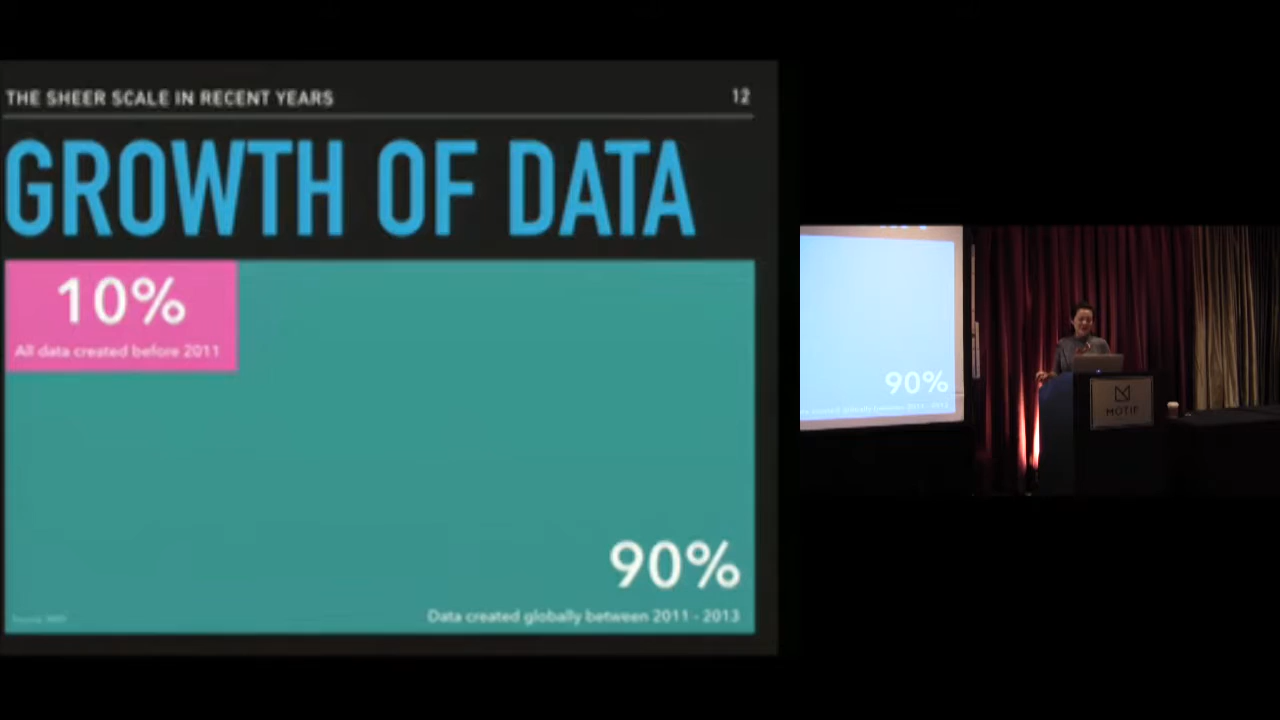 THE SHEER SCALE IN RECENT YEARS
12
GROWTH OF DATA
10%
All data created before 2011
90%
Data created globally between 2011 - 2013
90%
MOTIF